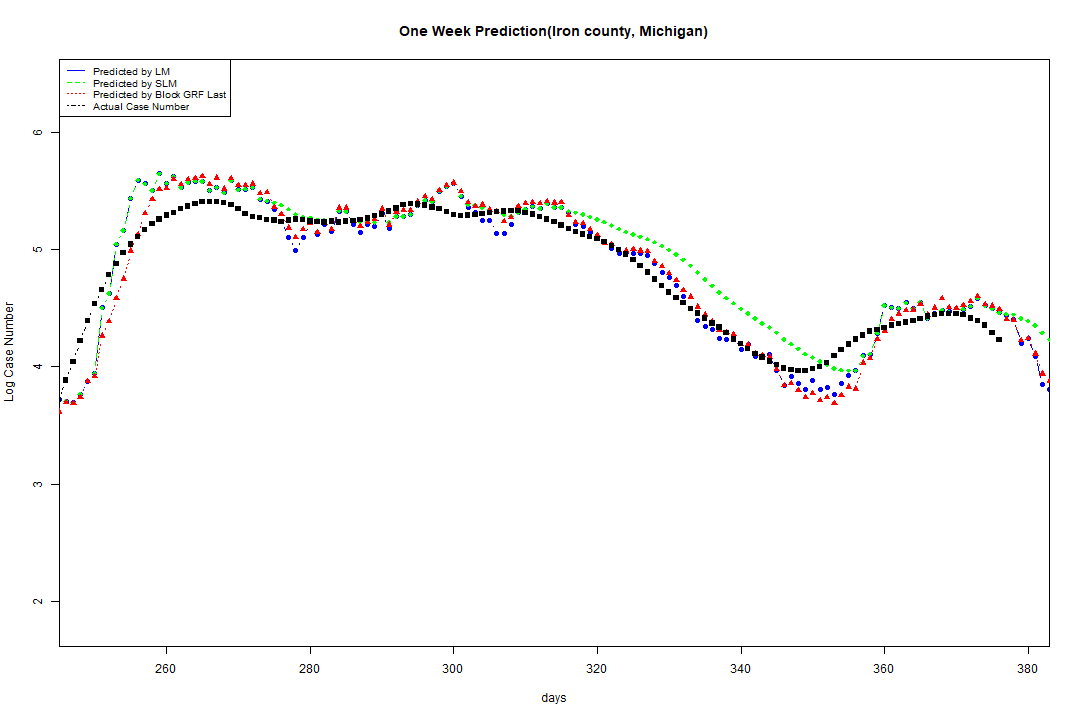 One Week Prediction(Iron county, Michigan)
Predicted by LM
Predicted by SLM
Predicted by Block GRF Last
Actual Case Number
6
5
4
3
2
Log Case Number
260 280 300 320 340 360 380
days